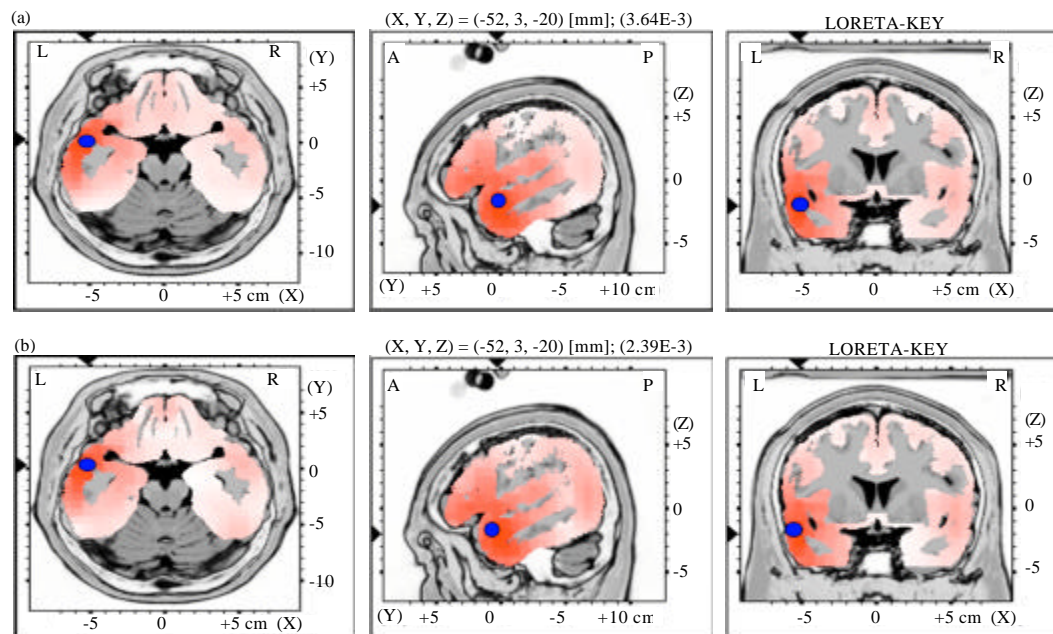 (a)
(X, Y, Z) = (-52, 3, -20) [mm]; (3.64E-3)
LORETA-KEY
L R (Y)
+5
0
-5
-10
-5 0 +5 cm (X)
A P
(Z)
+5
0
-5
(Y) +5 0 -5 +10 cm
L R
(Z)
+5
0
-5
-5 0 +5 cm (X)
(b)
(X, Y, Z) = (-52, 3, -20) [mm]; (2.39E-3)
LORETA-KEY
L R (Y)
+5
0
-5
-10
-5 0 +5 cm (X)
A P
(Z)
+5
0
-5
(Y) +5 0 -5 +10 cm
L R
(Z)
+5
0
-5
-5 0 +5 cm (X)